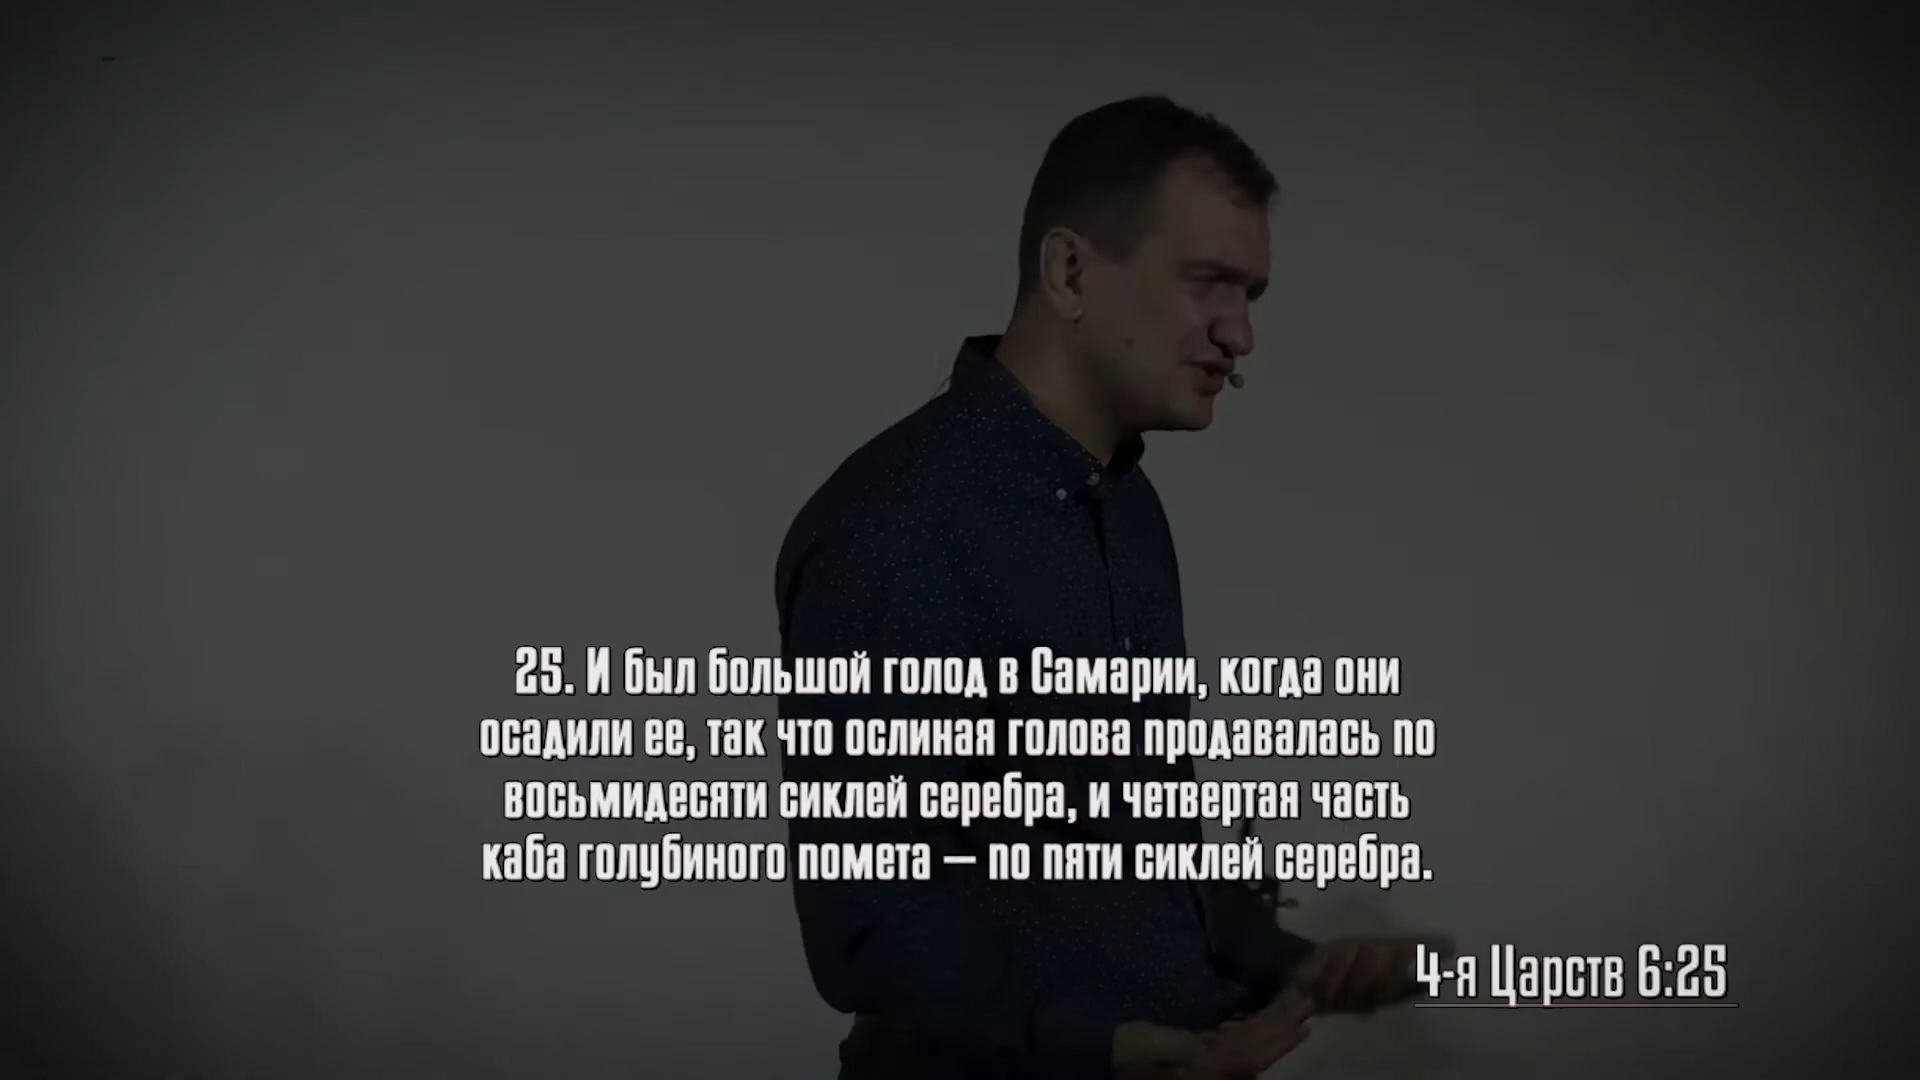 25. И был большой голод в Самарии, когда они
осадили ее, так что ослиная голова продавалась по
восьмидесяти сиклей серебра, и четвертая часть
каба голубиного помета — по пяти сиклей серебра.
4-я Царств 6:25